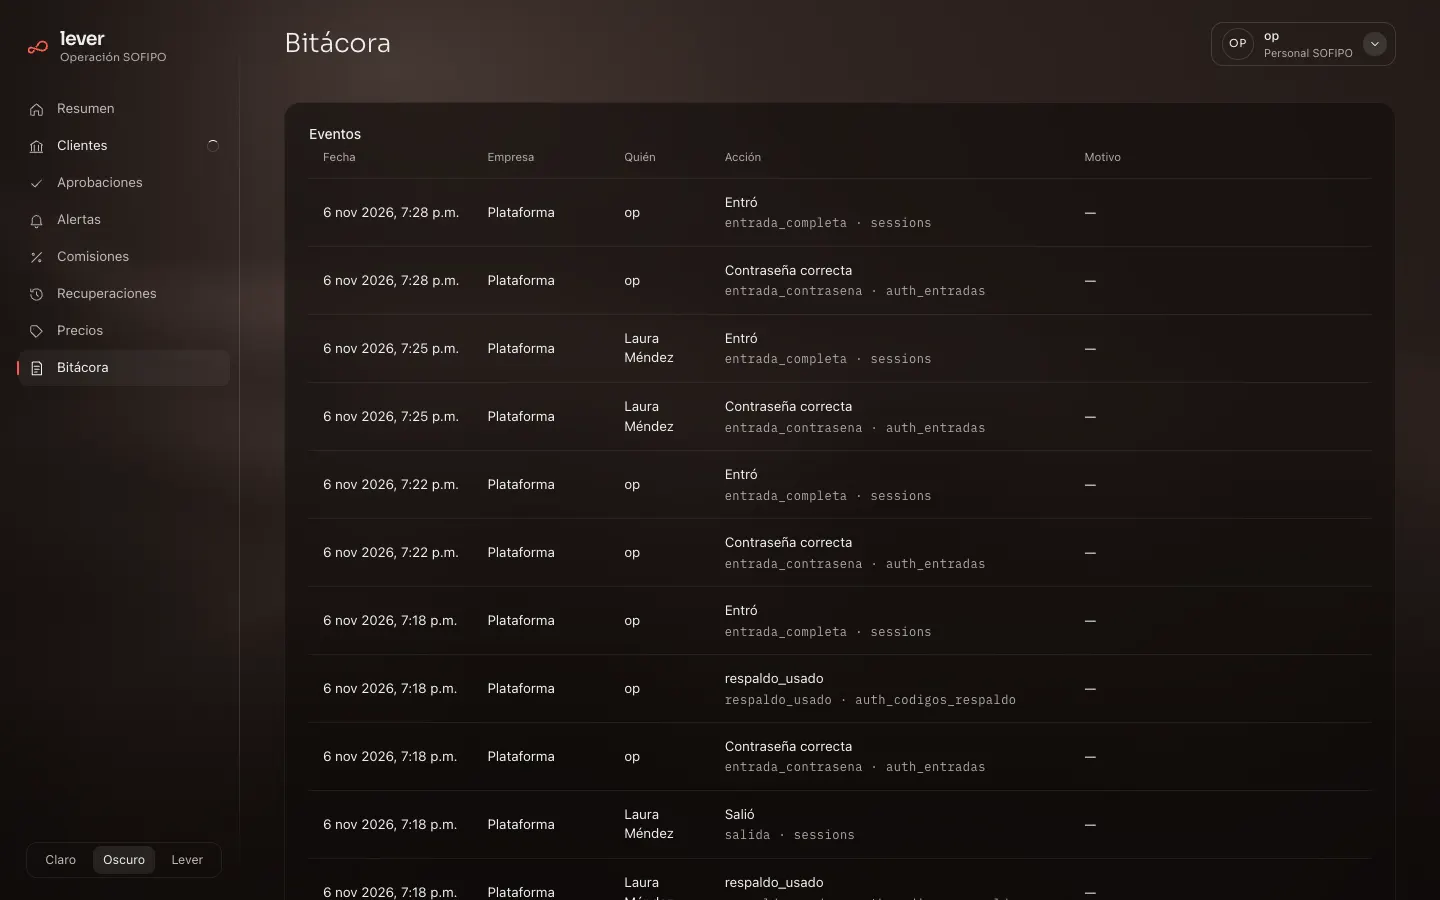 lever
Operación SOFIPO
Resumen
Clientes
Aprobaciones
Alertas
Comisiones
Recuperaciones
Precios
Bitácora
Claro Oscuro Lever
Bitácora
OP
op
Personal SOFIPO
Eventos
Fecha Empresa Quién Acción Motivo
6 nov 2026, 7:28 p.m. Plataforma op Entró —
entrada_completa · sessions
6 nov 2026, 7:28 p.m. Plataforma op Contraseña correcta —
entrada_contrasena · auth_entradas
6 nov 2026, 7:25 p.m. Plataforma Laura Méndez Entró —
entrada_completa · sessions
6 nov 2026, 7:25 p.m. Plataforma Laura Méndez Contraseña correcta —
entrada_contrasena · auth_entradas
6 nov 2026, 7:22 p.m. Plataforma op Entró —
entrada_completa · sessions
6 nov 2026, 7:22 p.m. Plataforma op Contraseña correcta —
entrada_contrasena · auth_entradas
6 nov 2026, 7:18 p.m. Plataforma op Entró —
entrada_completa · sessions
6 nov 2026, 7:18 p.m. Plataforma op respaldo_usado —
respaldo_usado · auth_codigos_respaldo
6 nov 2026, 7:18 p.m. Plataforma op Contraseña correcta —
entrada_contrasena · auth_entradas
6 nov 2026, 7:18 p.m. Plataforma Laura Méndez Salió —
salida · sessions
6 nov 2026, 7:18 p.m. Plataforma Laura respaldo_usado —